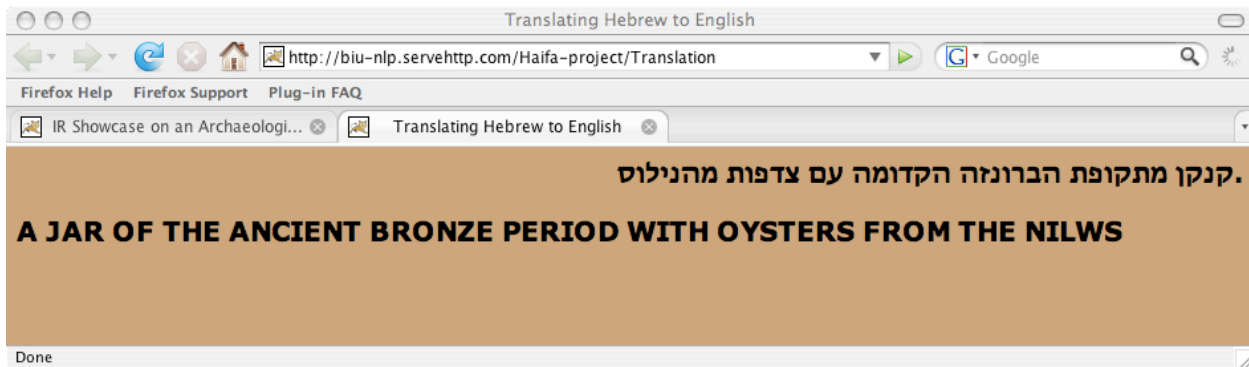 Translating Hebrew to English
http://biu-nlp.servehttp.com/Haifa-project/Translation
G Google
Firefox Help Firefox Support Plug-in FAQ
IR Showcase on an Archaeologi... Translating Hebrew to English
קנקן מתקופת הברונזה הקדומה עם צדפות מהנילוס.
A JAR OF THE ANCIENT BRONZE PERIOD WITH OYSTERS FROM THE NILWS
Done